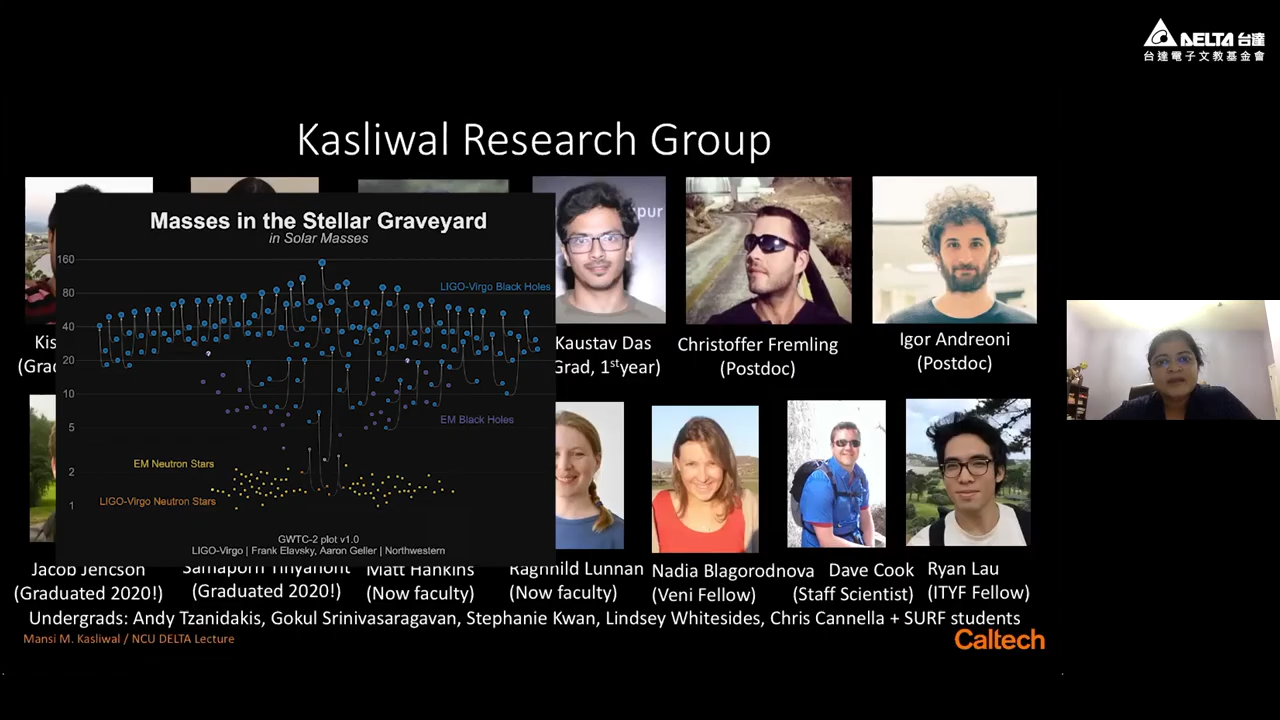 DELTA 台達
台達電子文教基金會
Kasliwal Research Group
Masses in the Stellar Graveyard
in Solar Masses
160
80
40
20
10
5
2
1
LIGO-Virgo Black Holes
EM Black Holes
EM Neutron Stars
LIGO-Virgo Neutron Stars
GWTC-2 plot v1.0
LIGO-Virgo | Frank Elavsky, Aaron Geller | Northwestern
Kaustav Das
Grad, 1st year)
Christoffer Fremling
(Postdoc)
Igor Andreoni
(Postdoc)
Jacob Jencson
(Graduated 2020!)
Samaporn Tinyanont
(Graduated 2020!)
Matt Hankins
(Now faculty)
Ragnhild Lunnan
(Now faculty)
Nadia Blagorodnova
(Veni Fellow)
Dave Cook
(Staff Scientist)
Ryan Lau
(ITYF Fellow)
Undergrads: Andy Tzanidakis, Gokul Srinivasaragavan, Stephanie Kwan, Lindsey Whitesides, Chris Cannella + SURF students
Mansi M. Kasliwal / NCU DELTA Lecture
Caltech